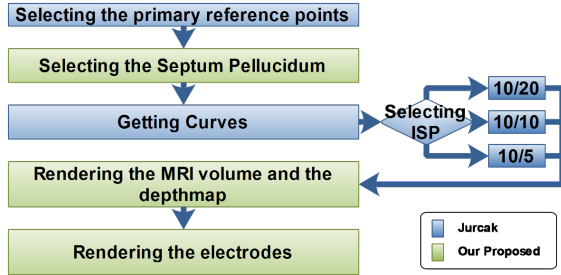 Selecting the primary reference points
Selecting the Septum Pellucidum
Getting Curves
Selecting
ISP
10/20
10/10
10/5
Rendering the MRI volume and the
depthmap
Rendering the electrodes
Jurcak
Our Proposed